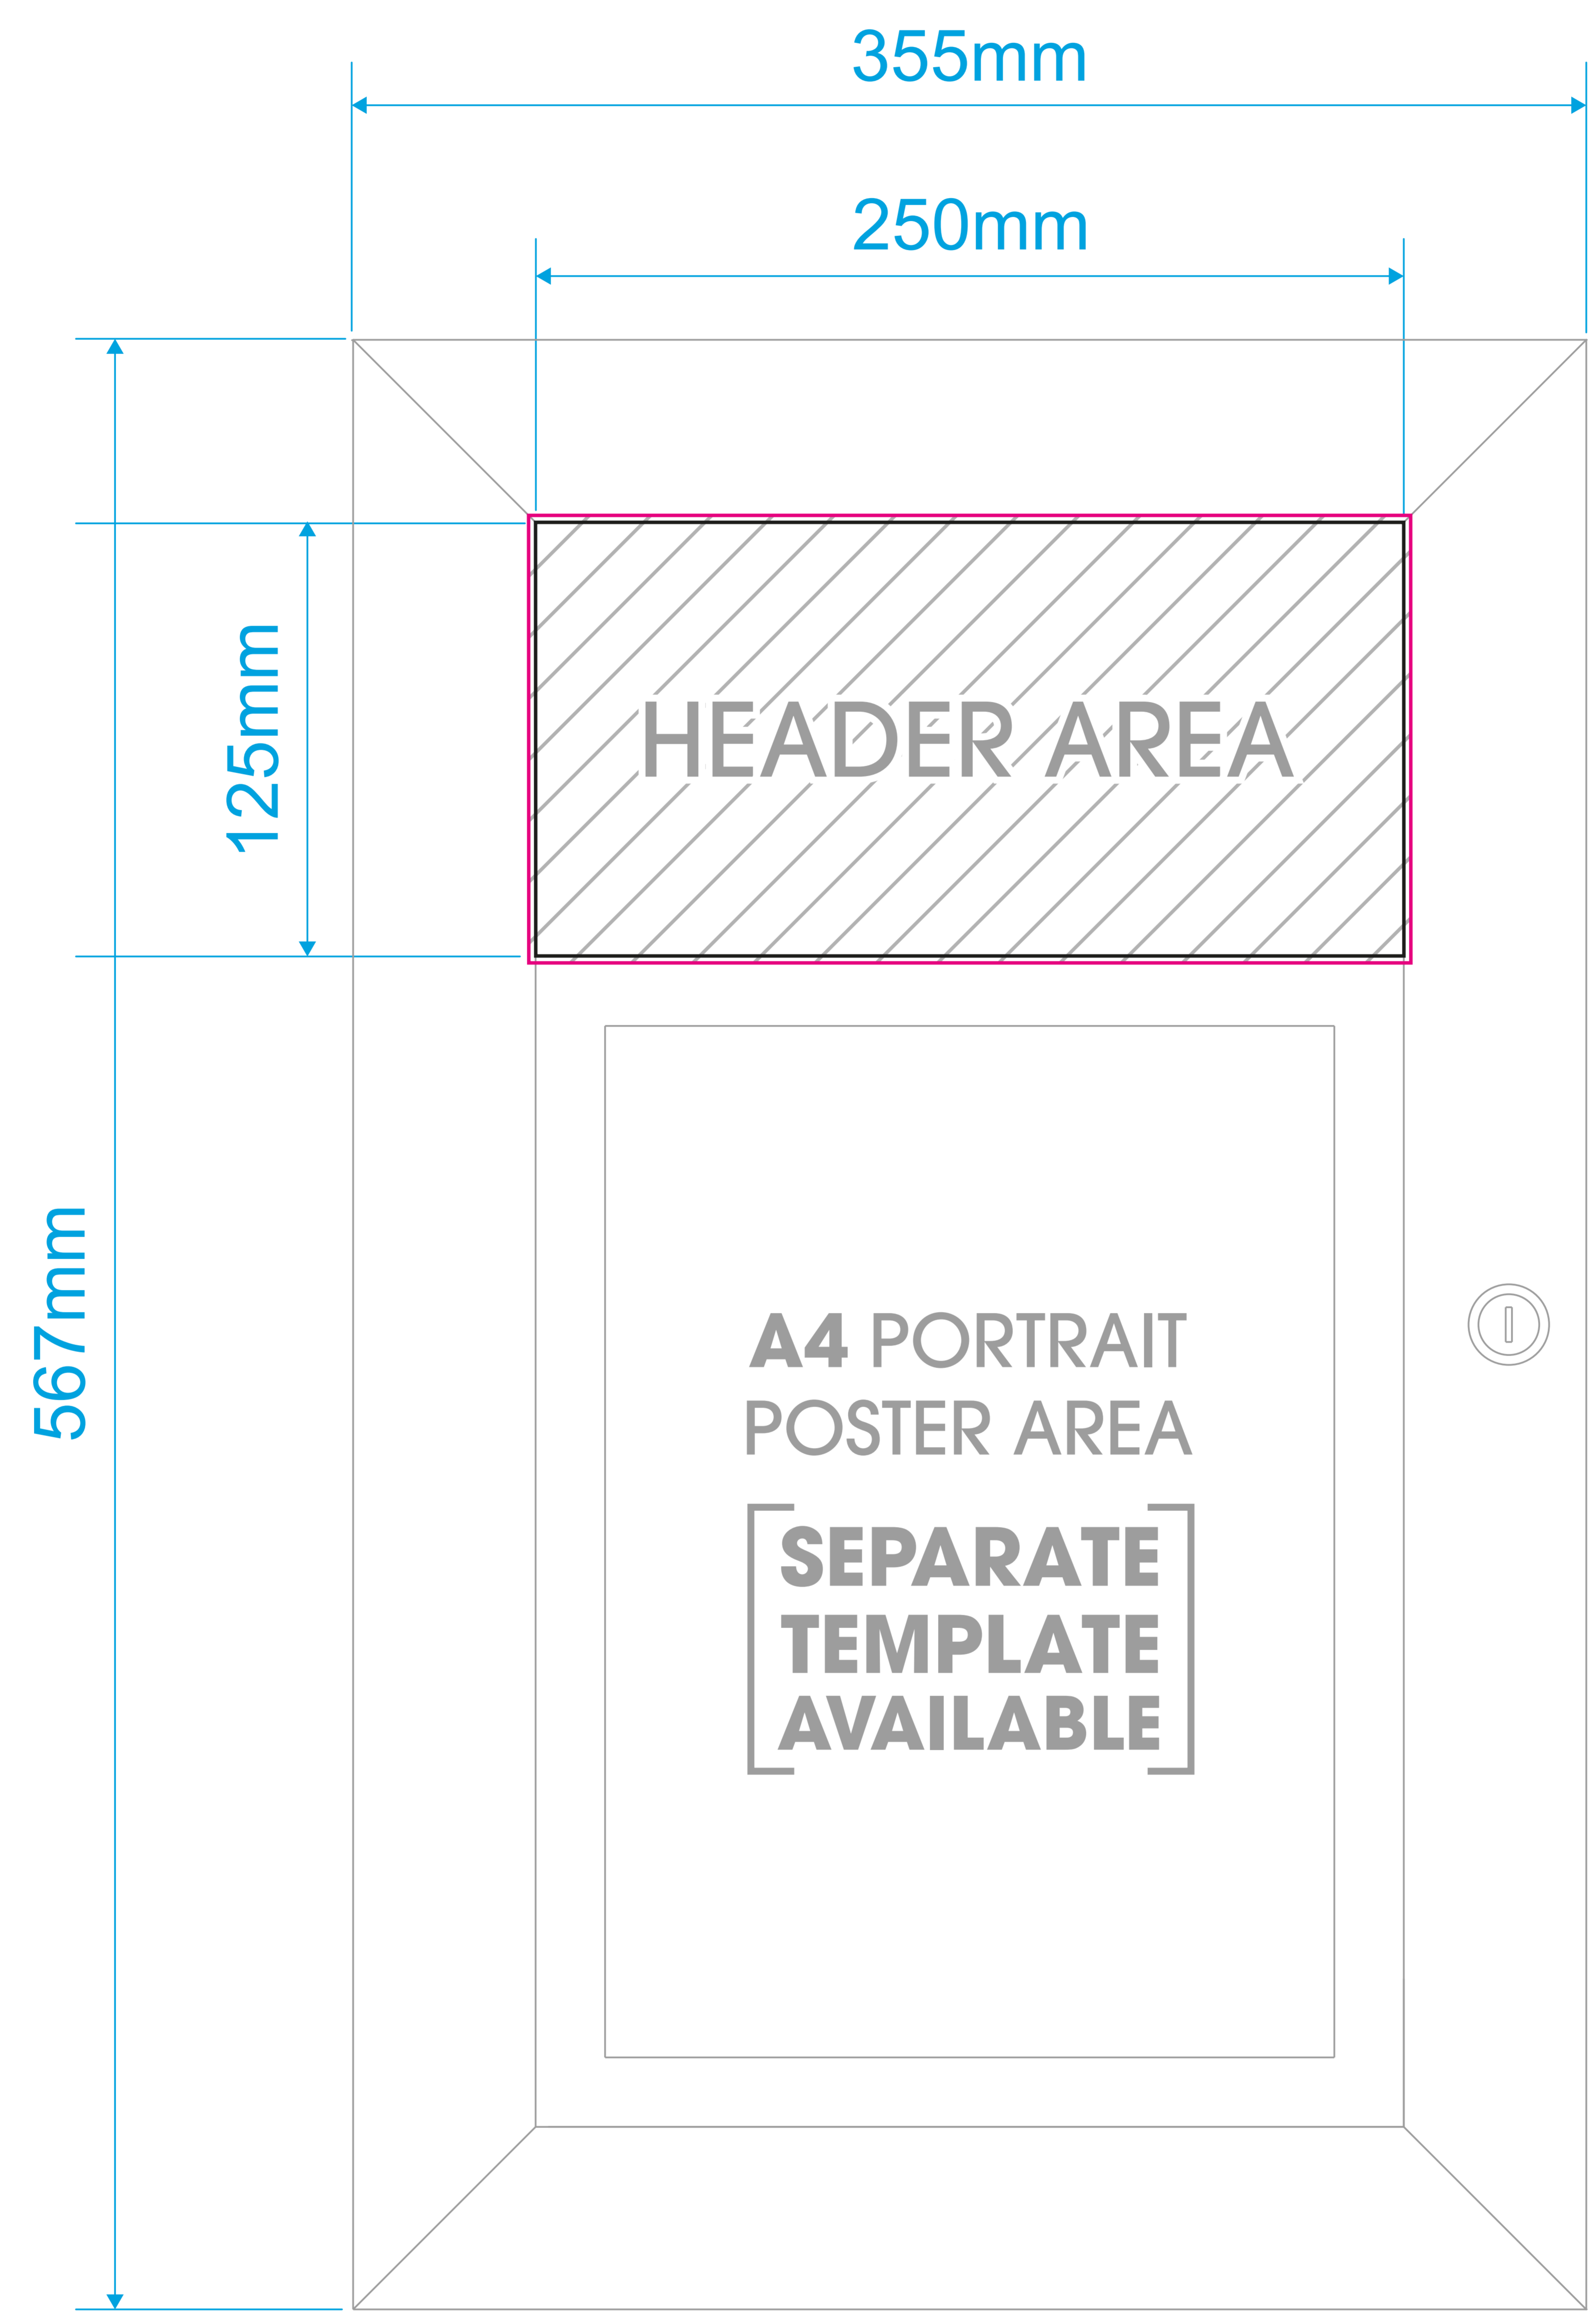 355mm
250mm
125mm
HEADER AREA
567mm
A4 PORTRAIT
POSTER AREA
SEPARATE
TEMPLATE
AVAILABLE